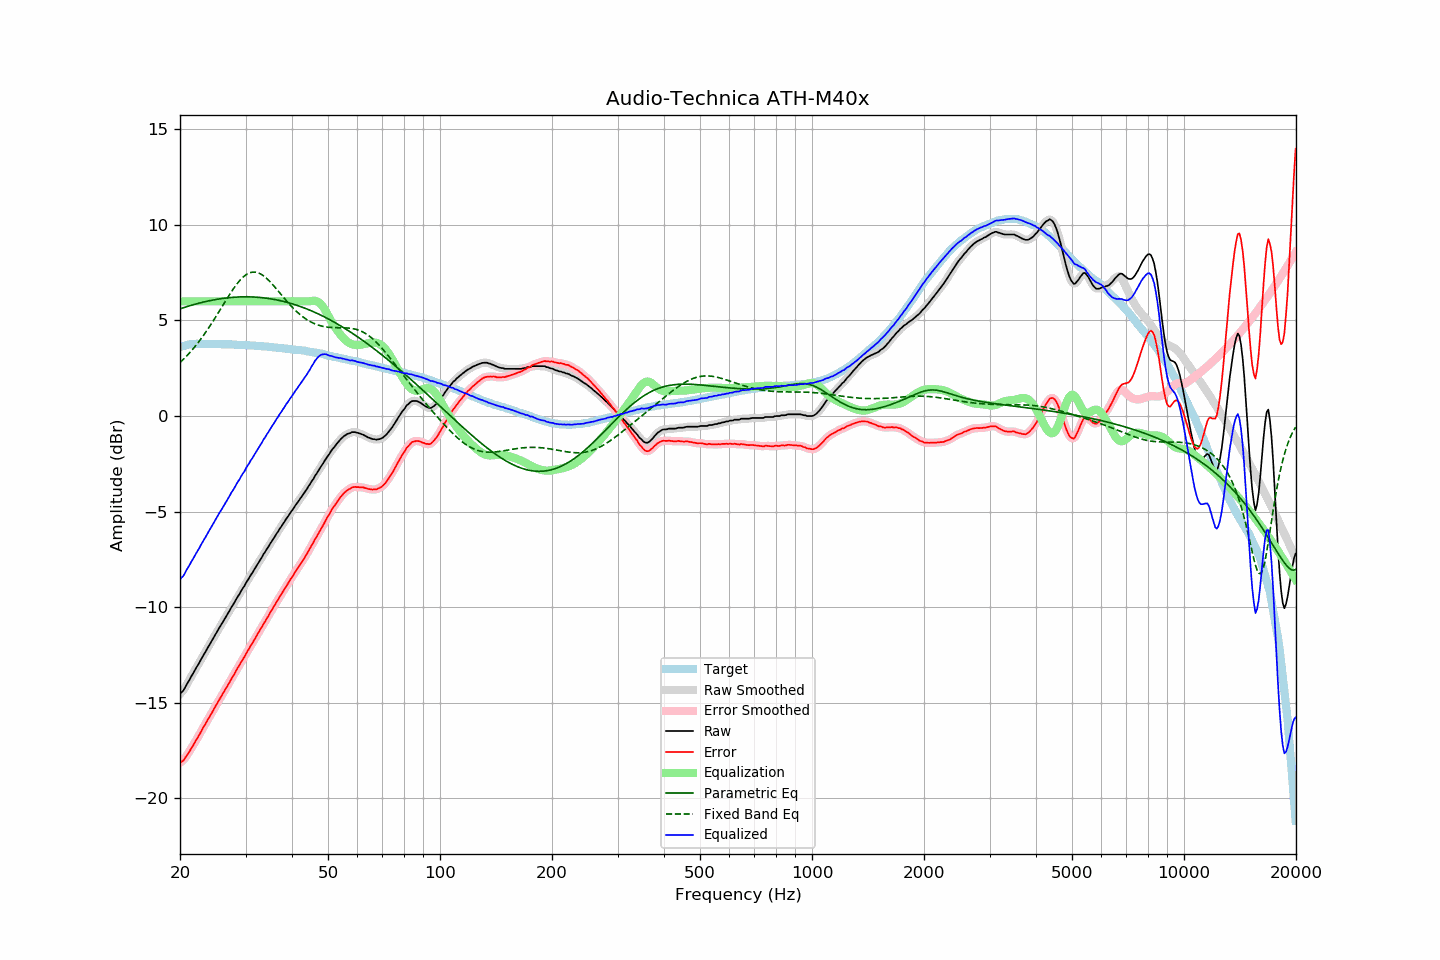 Audio-Technica ATH-M40x
15
10
5
0
−5
−10
−15
−20
Amplitude (dBr)
20
50
100
200
500
1000
2000
5000
10000
20000
Frequency (Hz)
Target
Raw Smoothed
Error Smoothed
Raw
Error
Equalization
Parametric Eq
Fixed Band Eq
Equalized